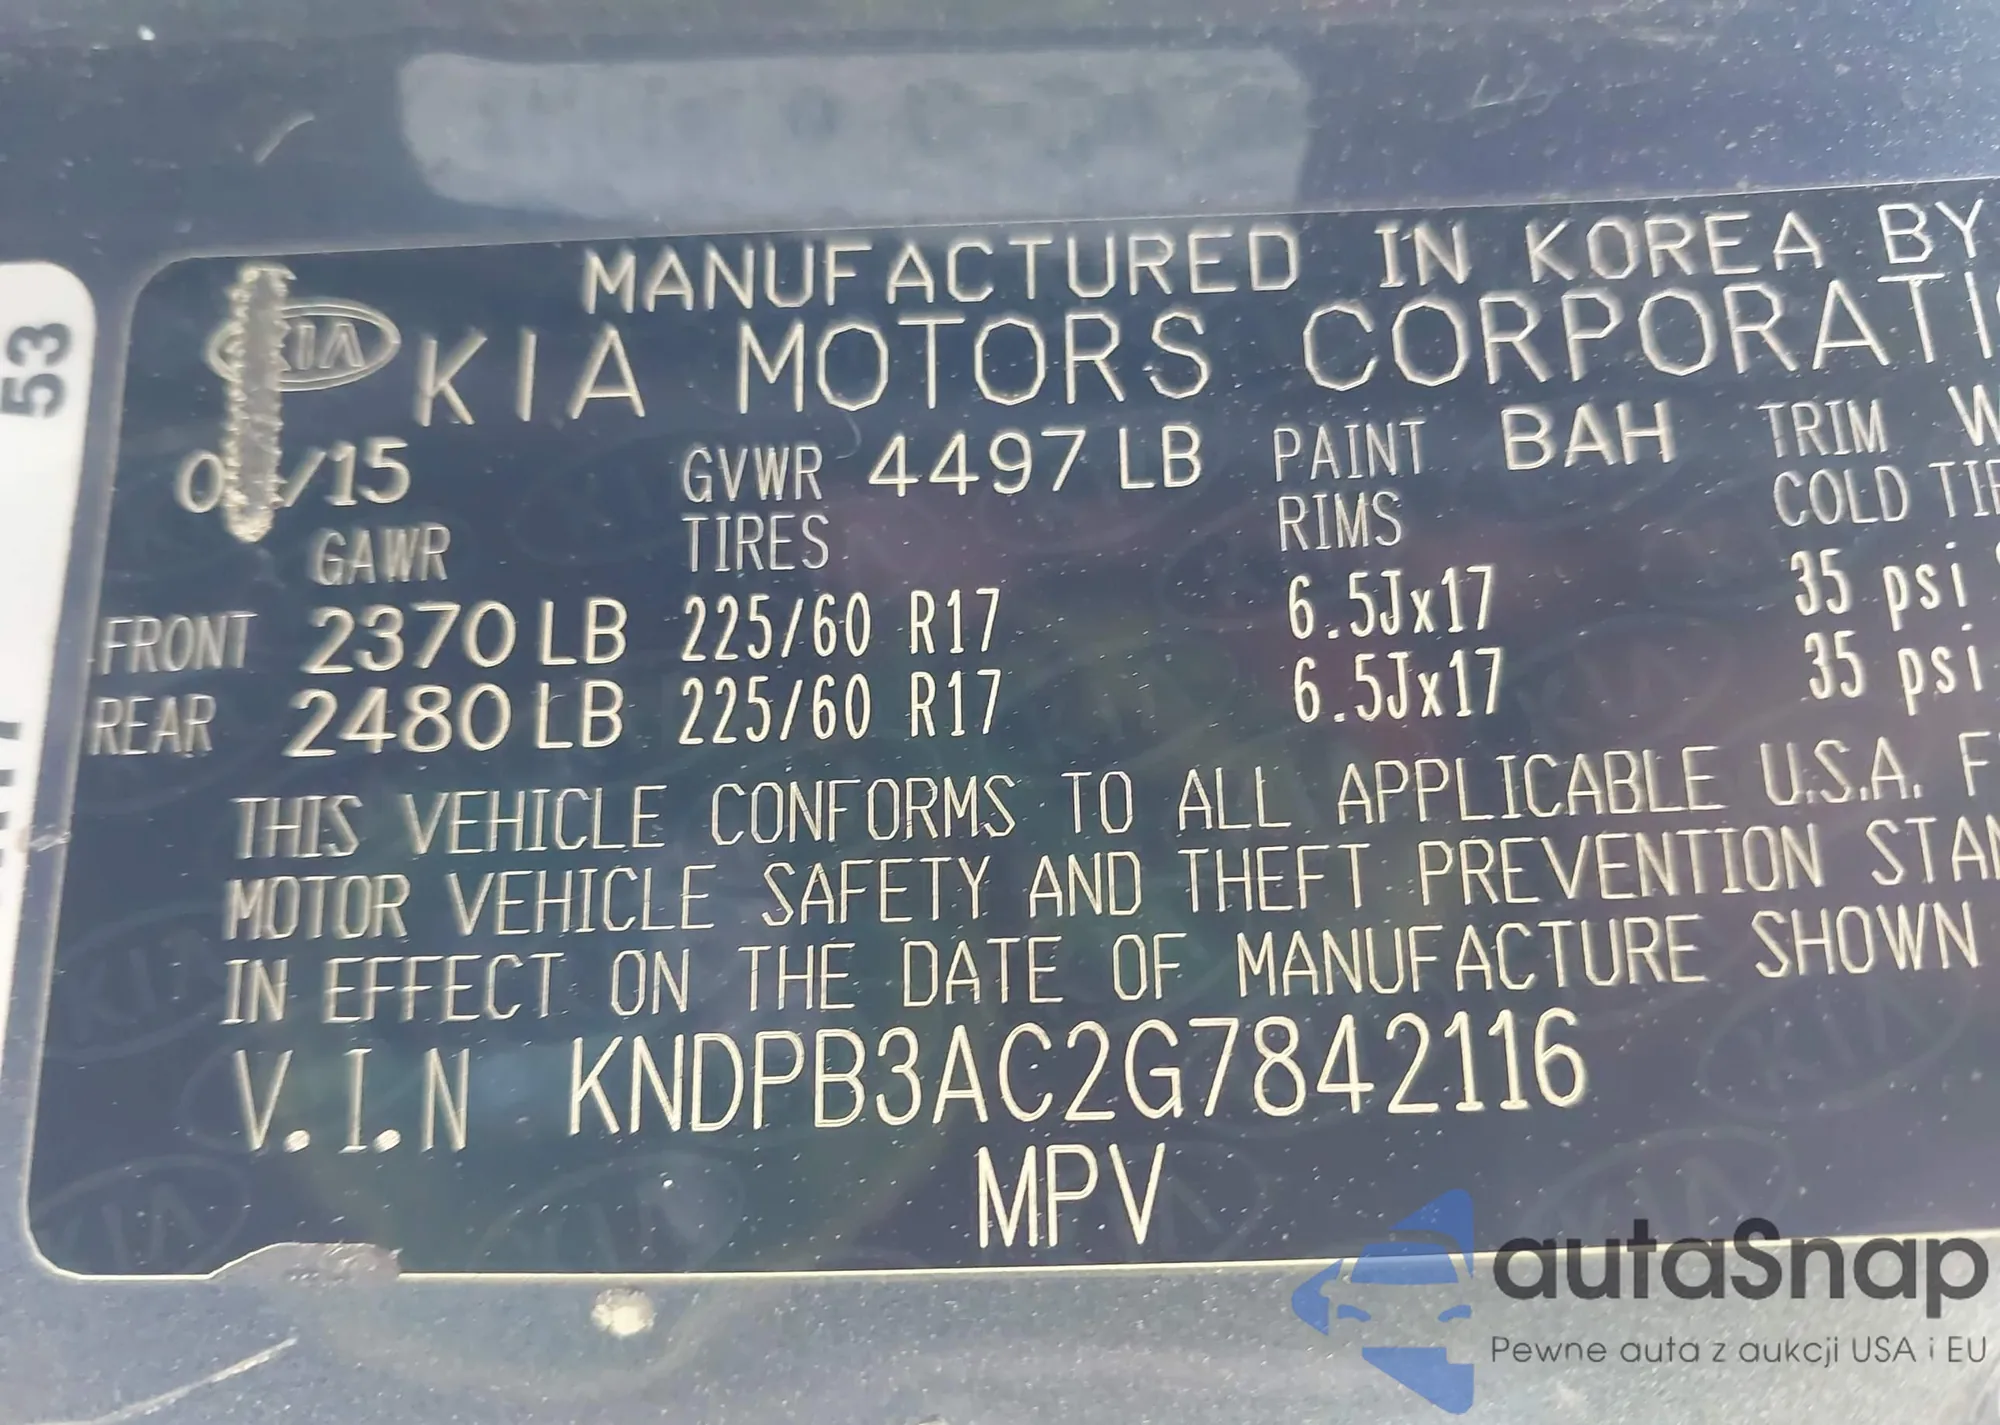 MANUFACTURED IN KOREA BY
KIA KIA MOTORS CORPORATI
/15 GVWR 4497 LB PAINT BAH TRIM W
GAWR TIRES RIMS COLD TIR
FRONT 2370 LB 225/60 R17 6.5Jx17 35 psi
REAR 2480 LB 225/60 R17 6.5Jx17 35 psi
THIS VEHICLE CONFORMS TO ALL APPLICABLE U.S.A. F
MOTOR VEHICLE SAFETY AND THEFT PREVENTION STAN
IN EFFECT ON THE DATE OF MANUFACTURE SHOWN
V.I.N KNDPB3AC2G7842116
MPV
53
autaSnap
Pewne auta z aukcji USA i EU